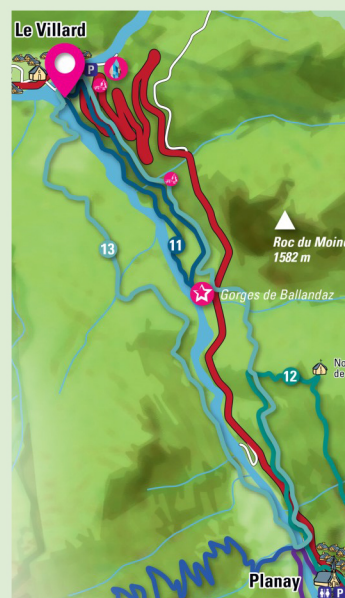 Le Villard
P
13
11
Roc du Moine
1582 m
Gorges de Ballandaz
12
Planay
P